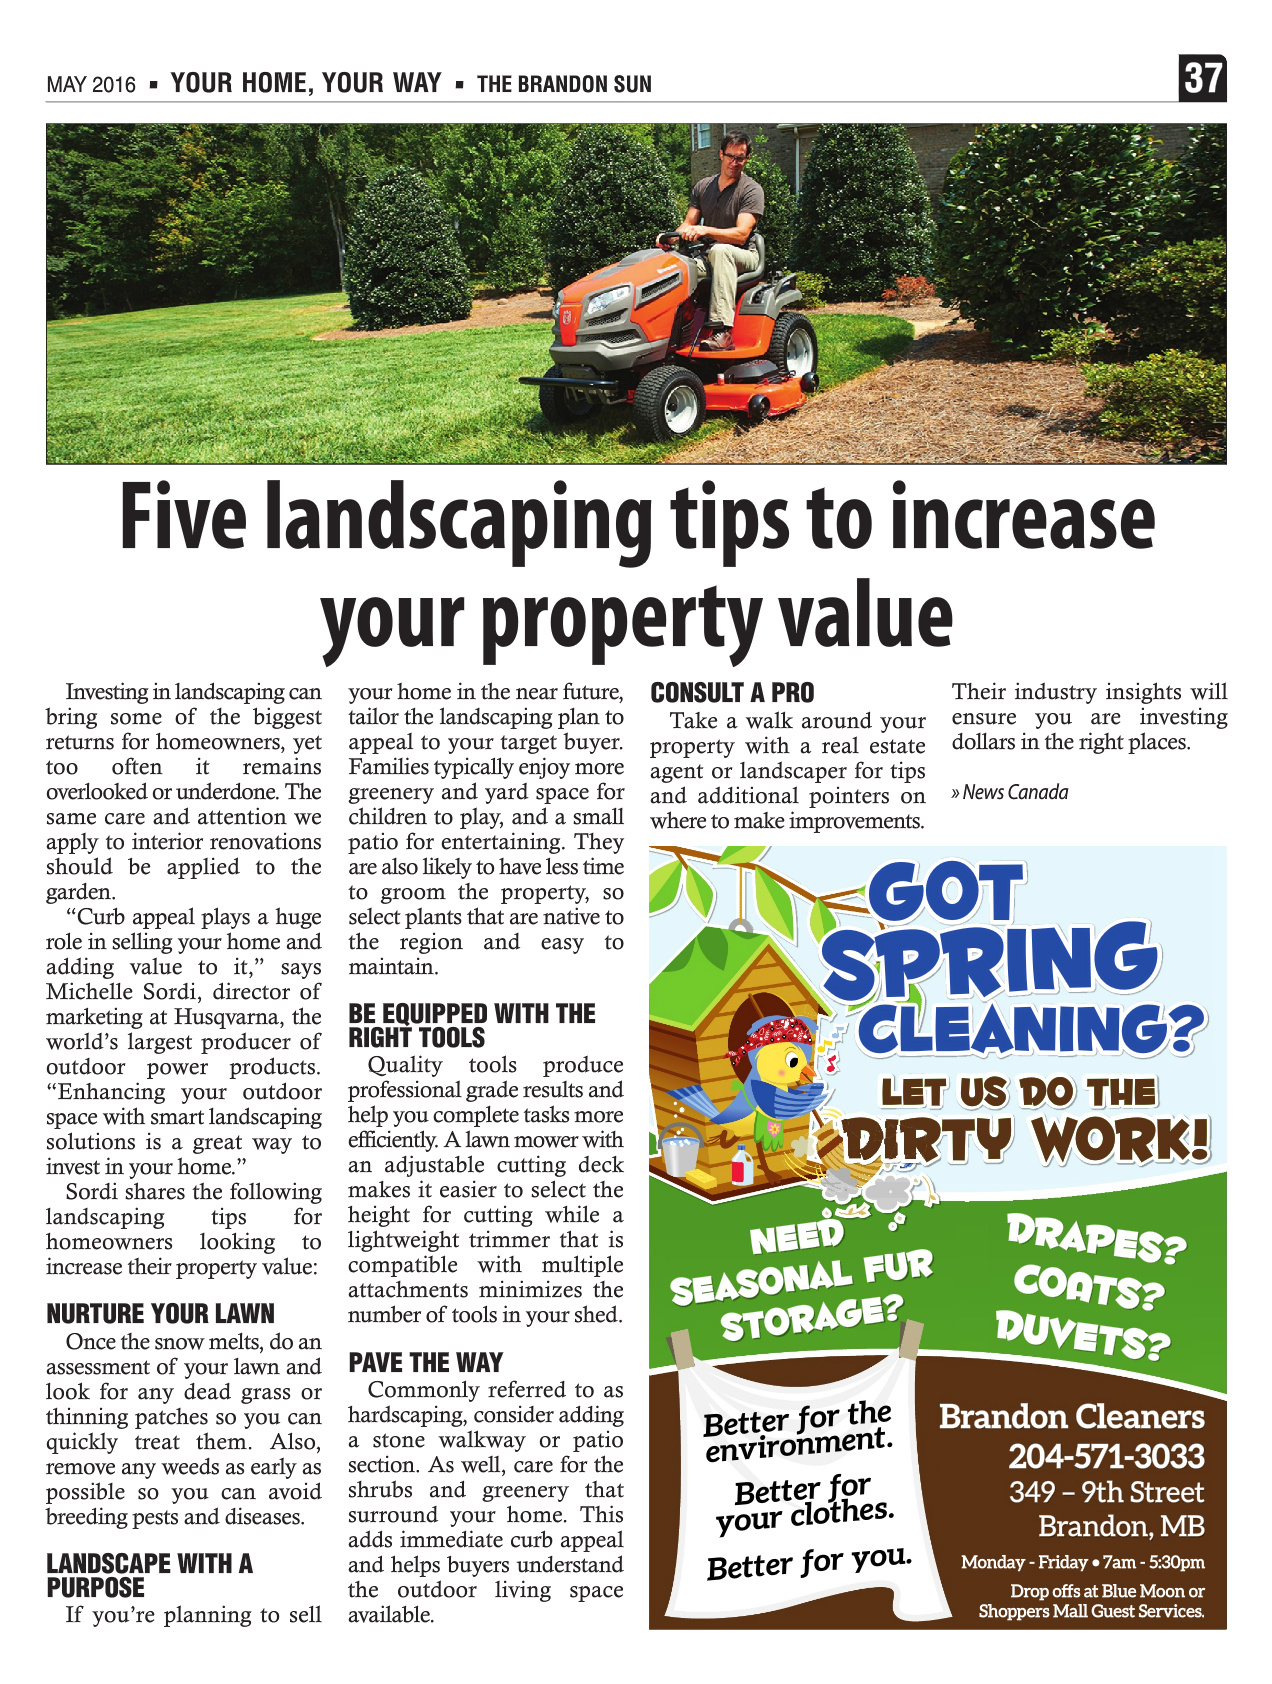 MAY 2016 ▪ YOUR HOME, YOUR WAY ▪ THE BRANDON SUN
37
Five landscaping tips to increase
your property value
Investing in landscaping can
bring some of the biggest
returns for homeowners, yet
too often it remains
overlooked or underdone. The
same care and attention we
apply to interior renovations
should be applied to the
garden.
“Curb appeal plays a huge
role in selling your home and
adding value to it,” says
Michelle Sordi, director of
marketing at Husqvarna, the
world’s largest producer of
outdoor power products.
“Enhancing your outdoor
space with smart landscaping
solutions is a great way to
invest in your home.”
Sordi shares the following
landscaping tips for
homeowners looking to
increase their property value:
NURTURE YOUR LAWN
Once the snow melts, do an
assessment of your lawn and
look for any dead grass or
thinning patches so you can
quickly treat them. Also,
remove any weeds as early as
possible so you can avoid
breeding pests and diseases.
LANDSCAPE WITH A
PURPOSE
If you’re planning to sell
your home in the near future,
tailor the landscaping plan to
appeal to your target buyer.
Families typically enjoy more
greenery and yard space for
children to play, and a small
patio for entertaining. They
are also likely to have less time
to groom the property, so
select plants that are native to
the region and easy to
maintain.
BE EQUIPPED WITH THE
RIGHT TOOLS
Quality tools produce
professional grade results and
help you complete tasks more
efficiently. A lawn mower with
an adjustable cutting deck
makes it easier to select the
height for cutting while a
lightweight trimmer that is
compatible with multiple
attachments minimizes the
number of tools in your shed.
PAVE THE WAY
Commonly referred to as
hardscaping, consider adding
a stone walkway or patio
section. As well, care for the
shrubs and greenery that
surround your home. This
adds immediate curb appeal
and helps buyers understand
the outdoor living space
available.
CONSULT A PRO
Take a walk around your
property with a real estate
agent or landscaper for tips
and additional pointers on
where to make improvements.
Their industry insights will
ensure you are investing
dollars in the right places.
» News Canada
GOT
SPRING
CLEANING?
LET US DO THE
DIRTY WORK!
NEED
SEASONAL FUR
STORAGE?
DRAPES?
COATS?
DUVETS?
Better for the
environment.
Better for
your clothes.
Better for you.
Brandon Cleaners
204-571-3033
349 – 9th Street
Brandon, MB
Monday - Friday • 7am - 5:30pm
Drop offs at Blue Moon or
Shoppers Mall Guest Services.